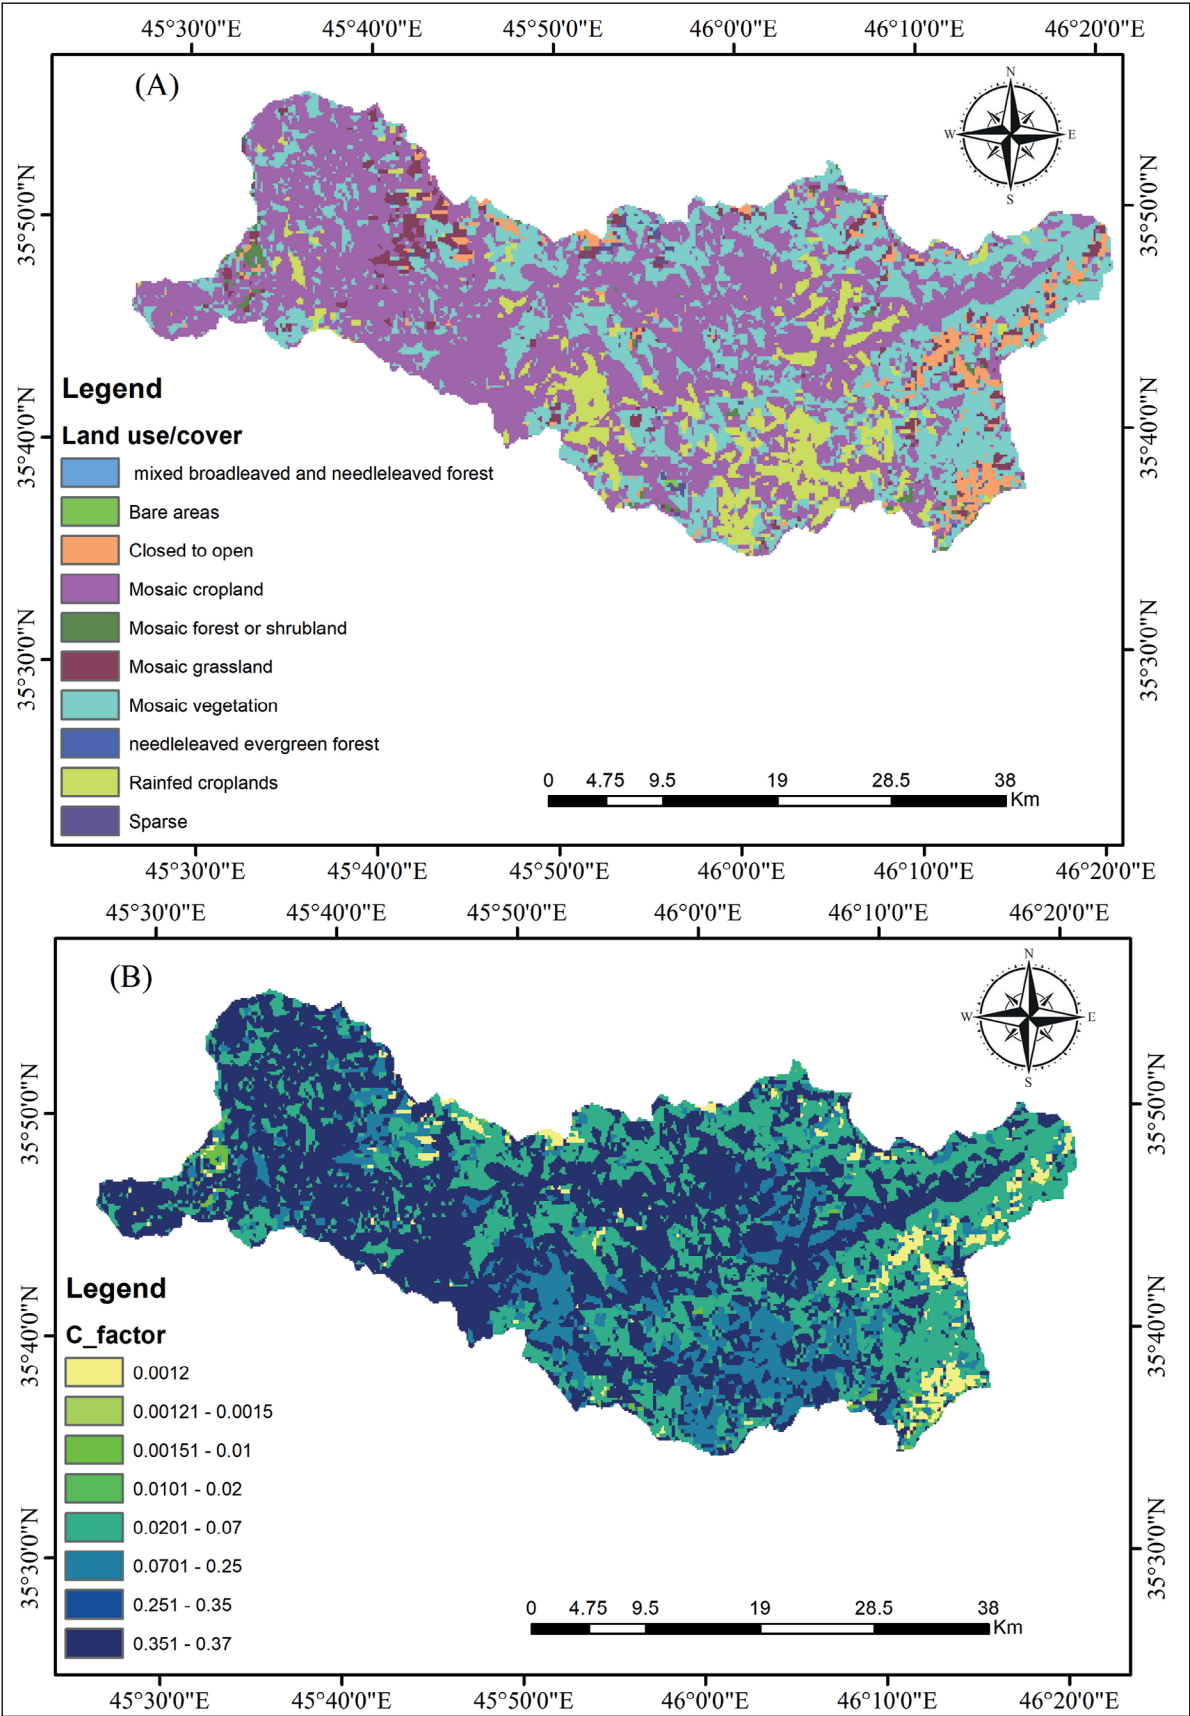 45°30'0"E 45°40'0"E 45°50'0"E 46°0'0"E 46°10'0"E 46°20'0"E
(A)
N
W E
S
35°50'0"N 35°50'0"N
35°40'0"N 35°40'0"N
35°30'0"N 35°30'0"N
Legend
Land use/cover
mixed broadleaved and needleleaved forest
Bare areas
Closed to open
Mosaic cropland
Mosaic forest or shrubland
Mosaic grassland
Mosaic vegetation
needleleaved evergreen forest
Rainfed croplands
Sparse
0 4.75 9.5 19 28.5 38
Km
45°30'0"E 45°40'0"E 45°50'0"E 46°0'0"E 46°10'0"E 46°20'0"E
45°30'0"E 45°40'0"E 45°50'0"E 46°0'0"E 46°10'0"E 46°20'0"E
(B)
N
W E
S
35°50'0"N 35°50'0"N
35°40'0"N 35°40'0"N
35°30'0"N 35°30'0"N
Legend
C_factor
0.0012
0.00121 - 0.0015
0.00151 - 0.01
0.0101 - 0.02
0.0201 - 0.07
0.0701 - 0.25
0.251 - 0.35
0.351 - 0.37
0 4.75 9.5 19 28.5 38
Km
45°30'0"E 45°40'0"E 45°50'0"E 46°0'0"E 46°10'0"E 46°20'0"E